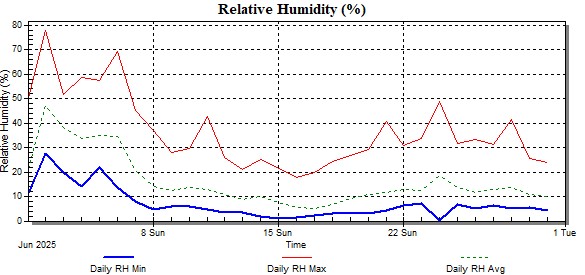 Relative Humidity (%)
80
70
60
50
40
30
20
10
0
Relative Humidity (%)
8 Sun
15 Sun
22 Sun
1 Tue
Jun 2025
Time
Daily RH Min
Daily RH Max
Daily RH Avg